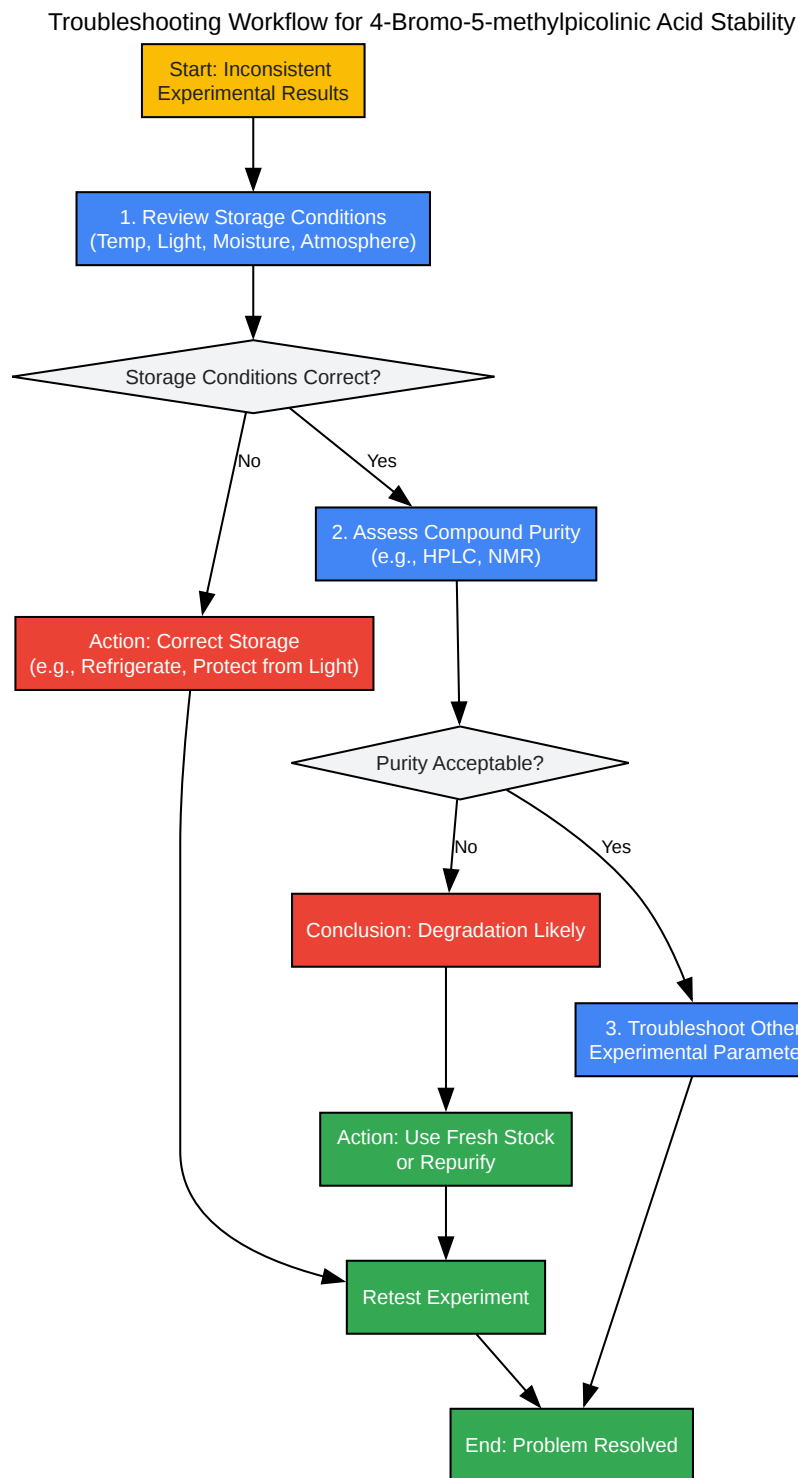 Troubleshooting Workflow for 4-Bromo-5-methylpicolinic Acid Stability
Start: Inconsistent
Experimental Results
1. Review Storage Conditions
(Temp, Light, Moisture, Atmosphere)
Storage Conditions Correct?
No
Yes
2. Assess Compound Purity
(e.g., HPLC, NMR)
Action: Correct Storage
(e.g., Refrigerate, Protect from Light)
Purity Acceptable?
No
Yes
Conclusion: Degradation Likely
3. Troubleshoot Other
Experimental Paramete
Action: Use Fresh Stock
or Repurify
Retest Experiment
End: Problem Resolved